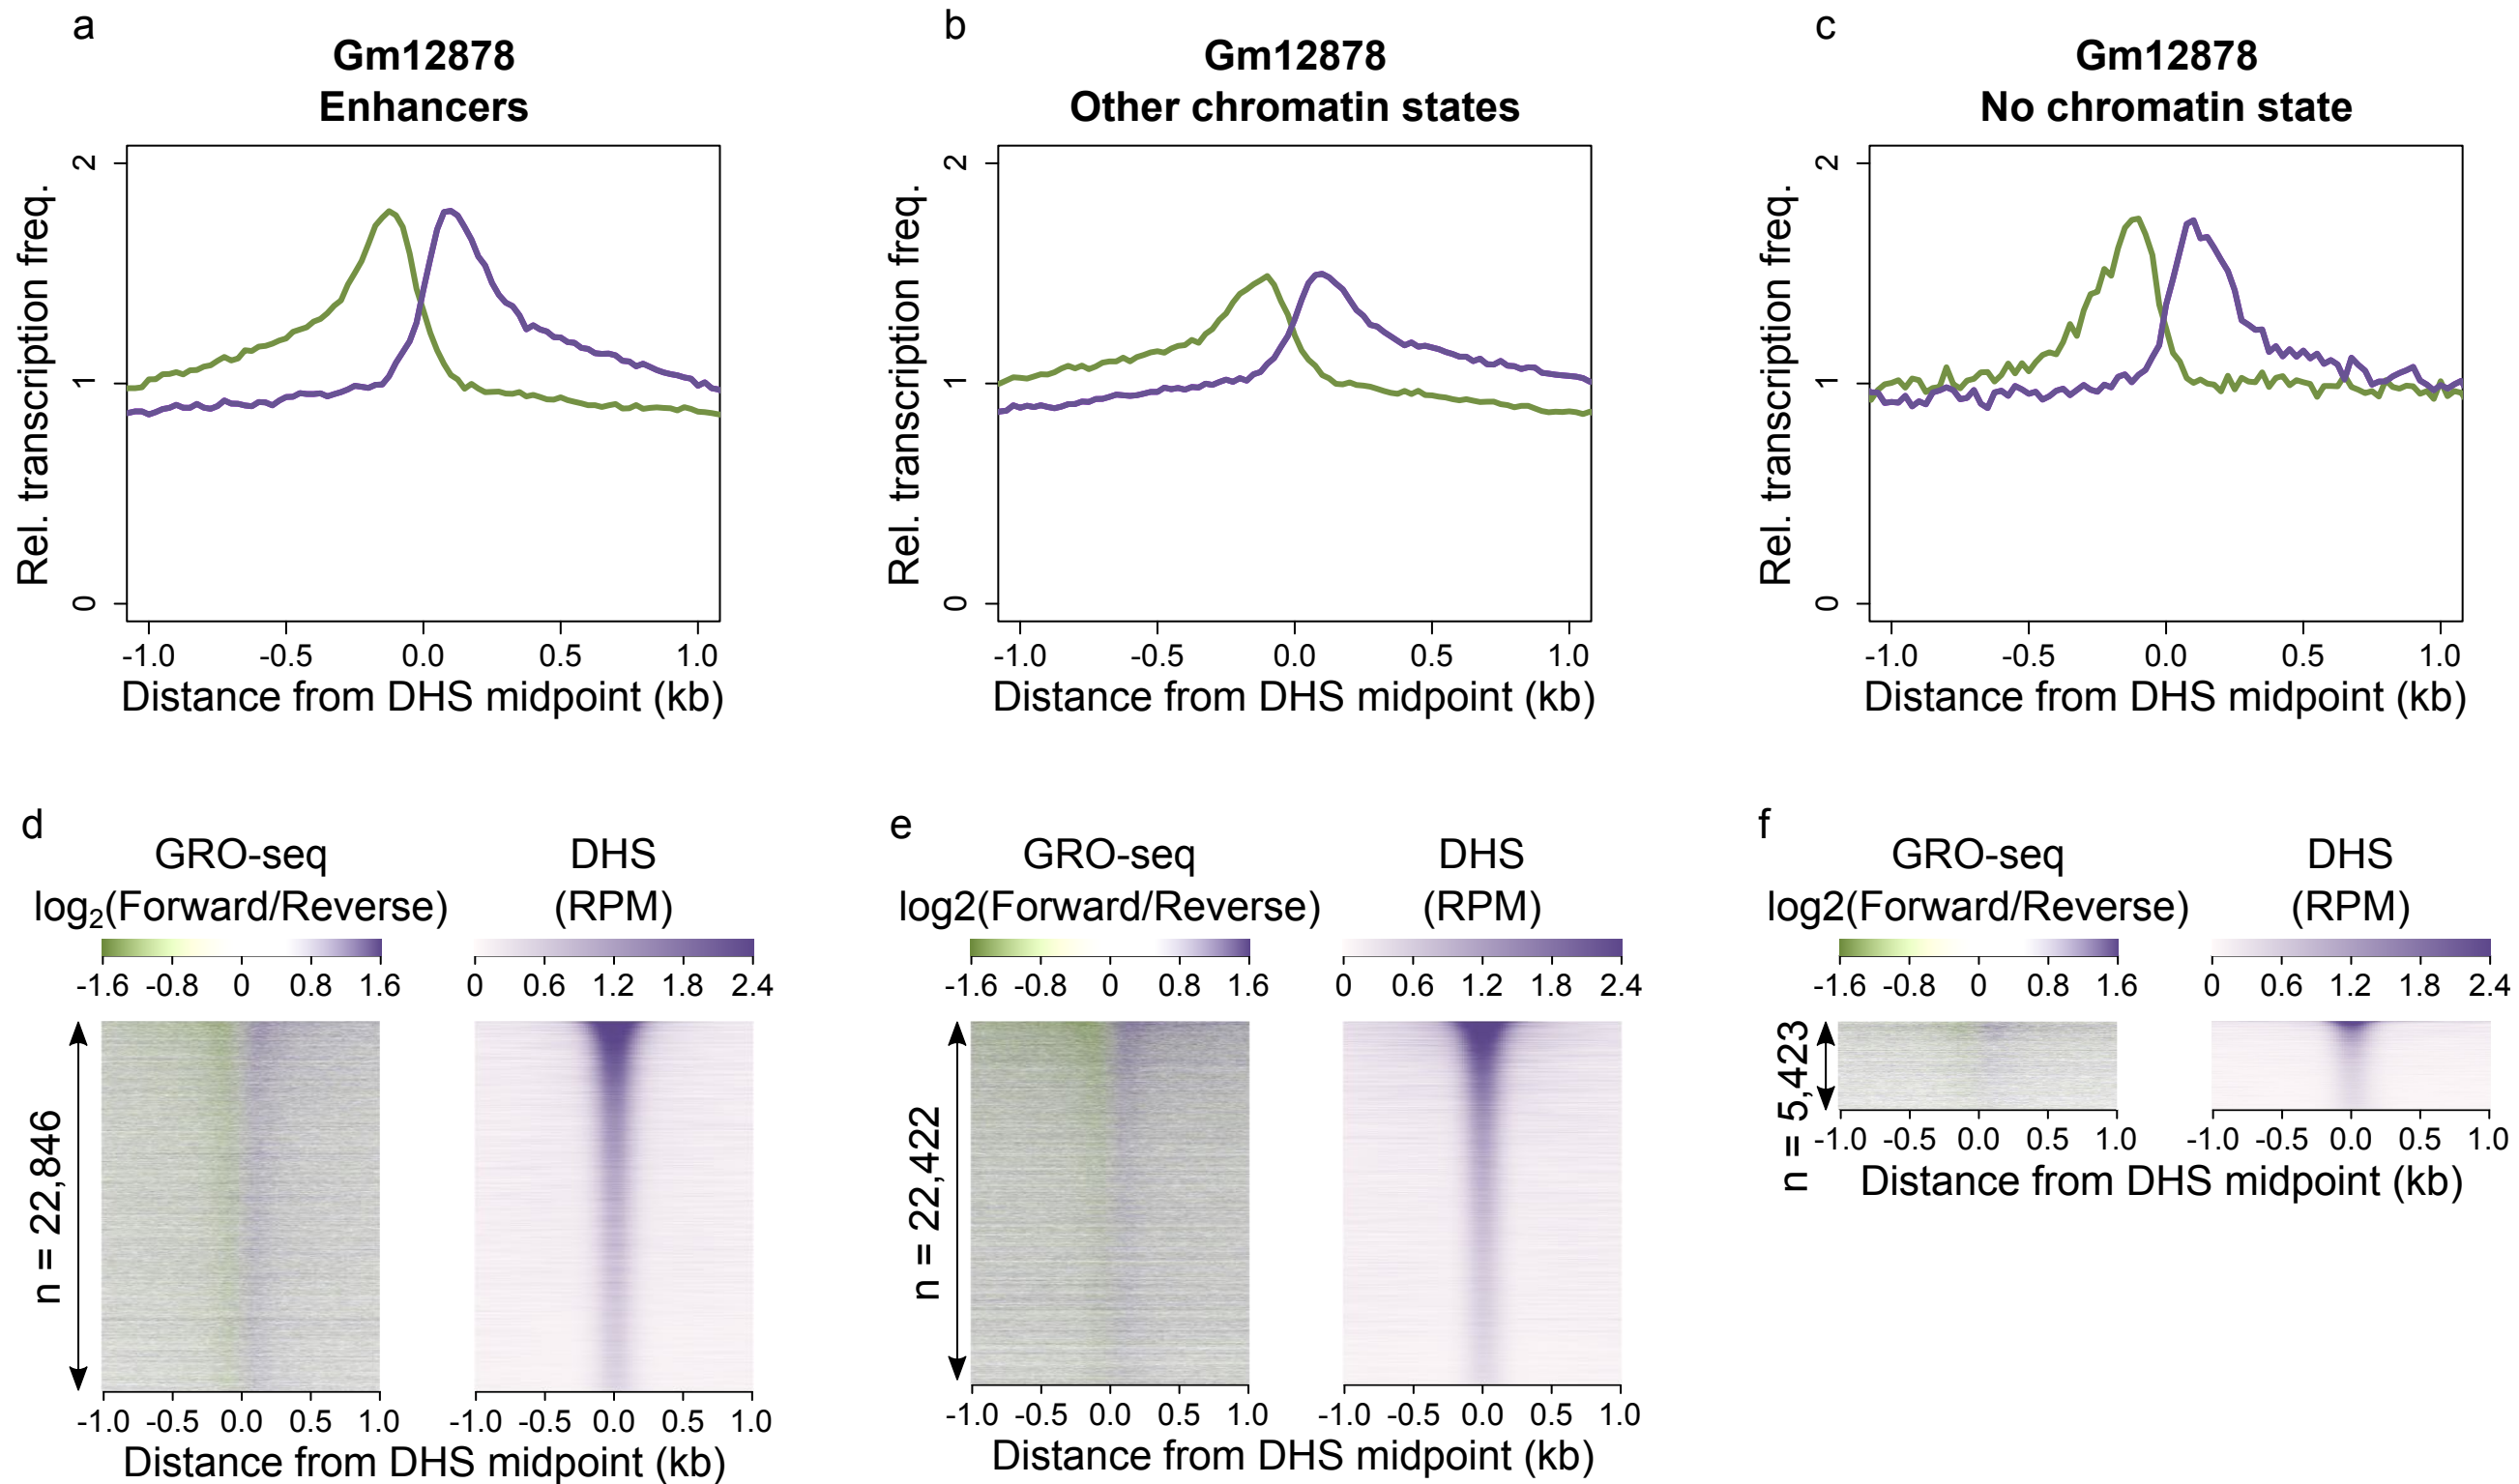 a
Gm12878
Enhancers
Rel. transcription freq.
2
1
0
-1.0 -0.5 0.0 0.5 1.0
Distance from DHS midpoint (kb)
b
Gm12878
Other chromatin states
Rel. transcription freq.
2
1
0
-1.0 -0.5 0.0 0.5 1.0
Distance from DHS midpoint (kb)
c
Gm12878
No chromatin state
Rel. transcription freq.
2
1
0
-1.0 -0.5 0.0 0.5 1.0
Distance from DHS midpoint (kb)
d
GRO-seq
log₂(Forward/Reverse)
-1.6 -0.8 0 0.8 1.6
DHS
(RPM)
0 0.6 1.2 1.8 2.4
n = 22,846
-1.0 -0.5 0.0 0.5 1.0
-1.0 -0.5 0.0 0.5 1.0
Distance from DHS midpoint (kb)
e
GRO-seq
log2(Forward/Reverse)
-1.6 -0.8 0 0.8 1.6
DHS
(RPM)
0 0.6 1.2 1.8 2.4
n = 22,422
-1.0 -0.5 0.0 0.5 1.0
-1.0 -0.5 0.0 0.5 1.0
Distance from DHS midpoint (kb)
f
GRO-seq
log2(Forward/Reverse)
-1.6 -0.8 0 0.8 1.6
DHS
(RPM)
0 0.6 1.2 1.8 2.4
n = 5,423
-1.0 -0.5 0.0 0.5 1.0
-1.0 -0.5 0.0 0.5 1.0
Distance from DHS midpoint (kb)